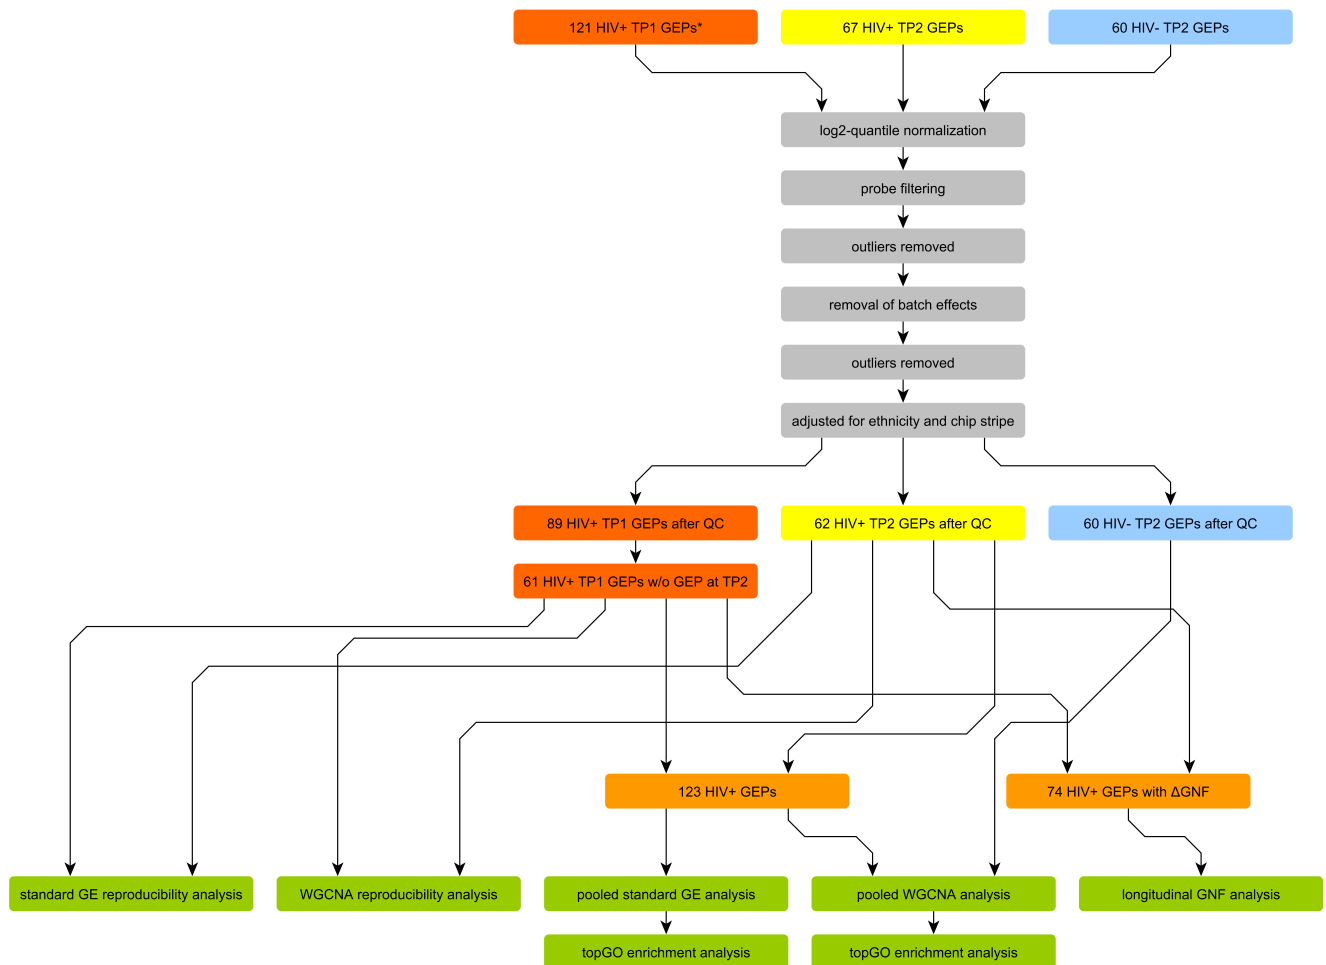 121 HIV+ TP1 GEPs*
67 HIV+ TP2 GEPs
60 HIV- TP2 GEPs
log2-quantile normalization
probe filtering
outliers removed
removal of batch effects
outliers removed
adjusted for ethnicity and chip stripe
89 HIV+ TP1 GEPs after QC
62 HIV+ TP2 GEPs after QC
60 HIV- TP2 GEPs after QC
61 HIV+ TP1 GEPs w/o GEP at TP2
123 HIV+ GEPs
74 HIV+ GEPs with ΔGNF
standard GE reproducibility analysis
WGCNA reproducibility analysis
pooled standard GE analysis
pooled WGCNA analysis
longitudinal GNF analysis
topGO enrichment analysis
topGO enrichment analysis